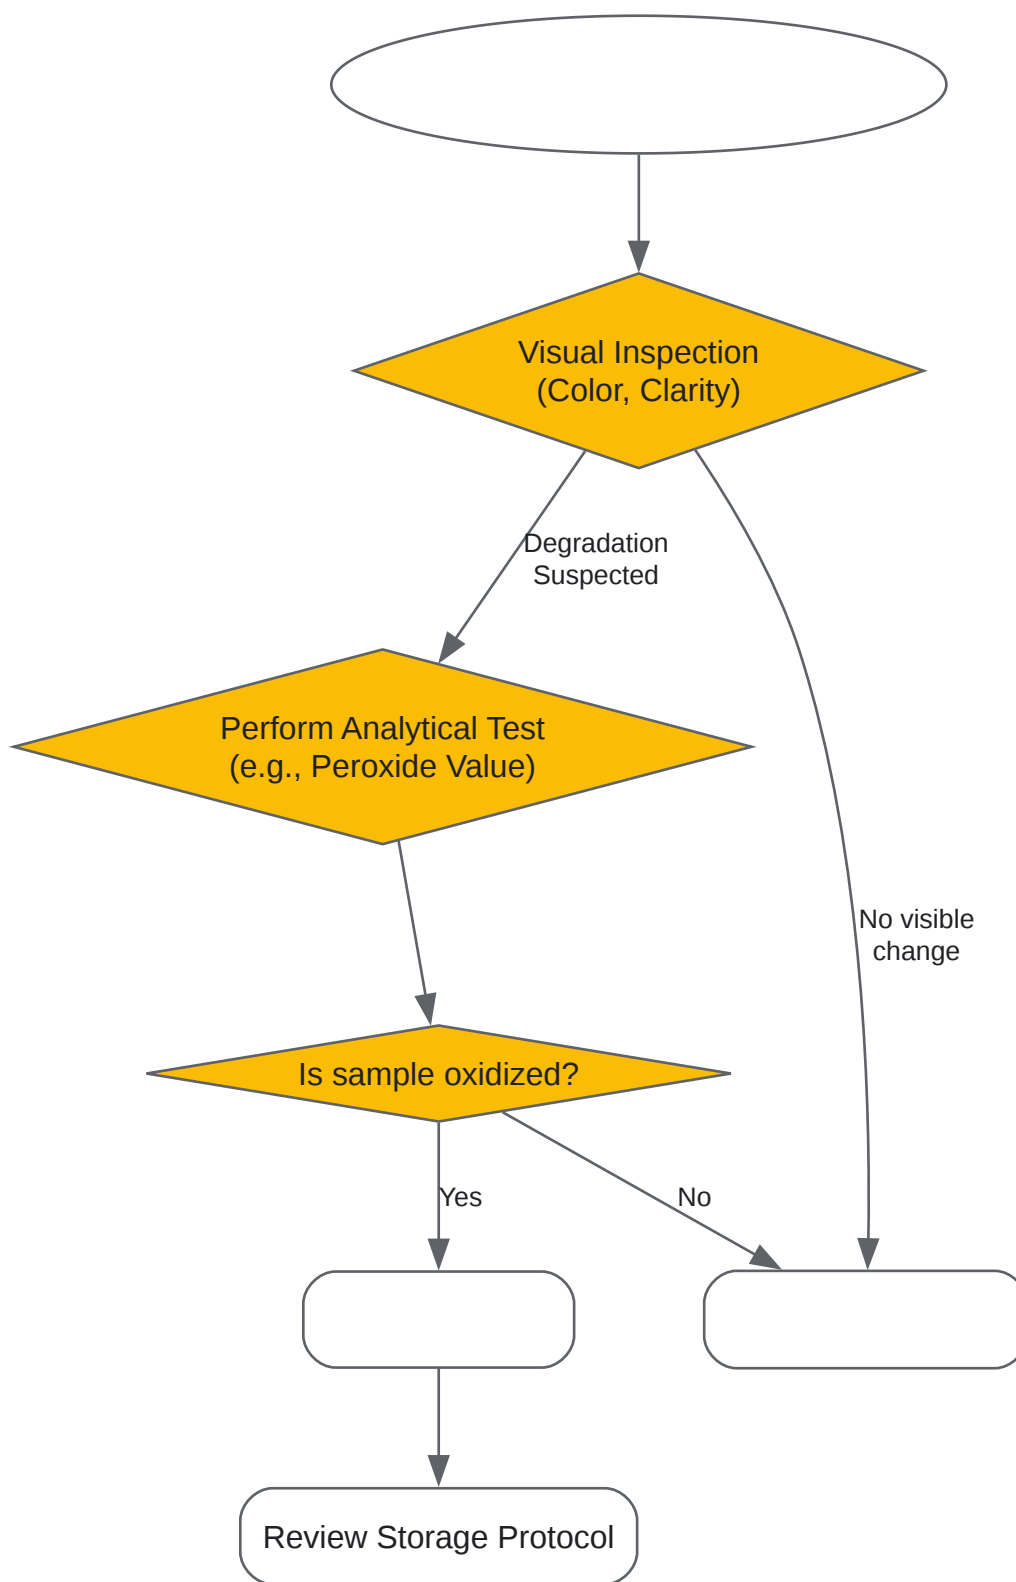 Visual Inspection
(Color, Clarity)
Degradation
Suspected
Perform Analytical Test
(e.g., Peroxide Value)
No visible
change
Is sample oxidized?
Yes
No
Review Storage Protocol